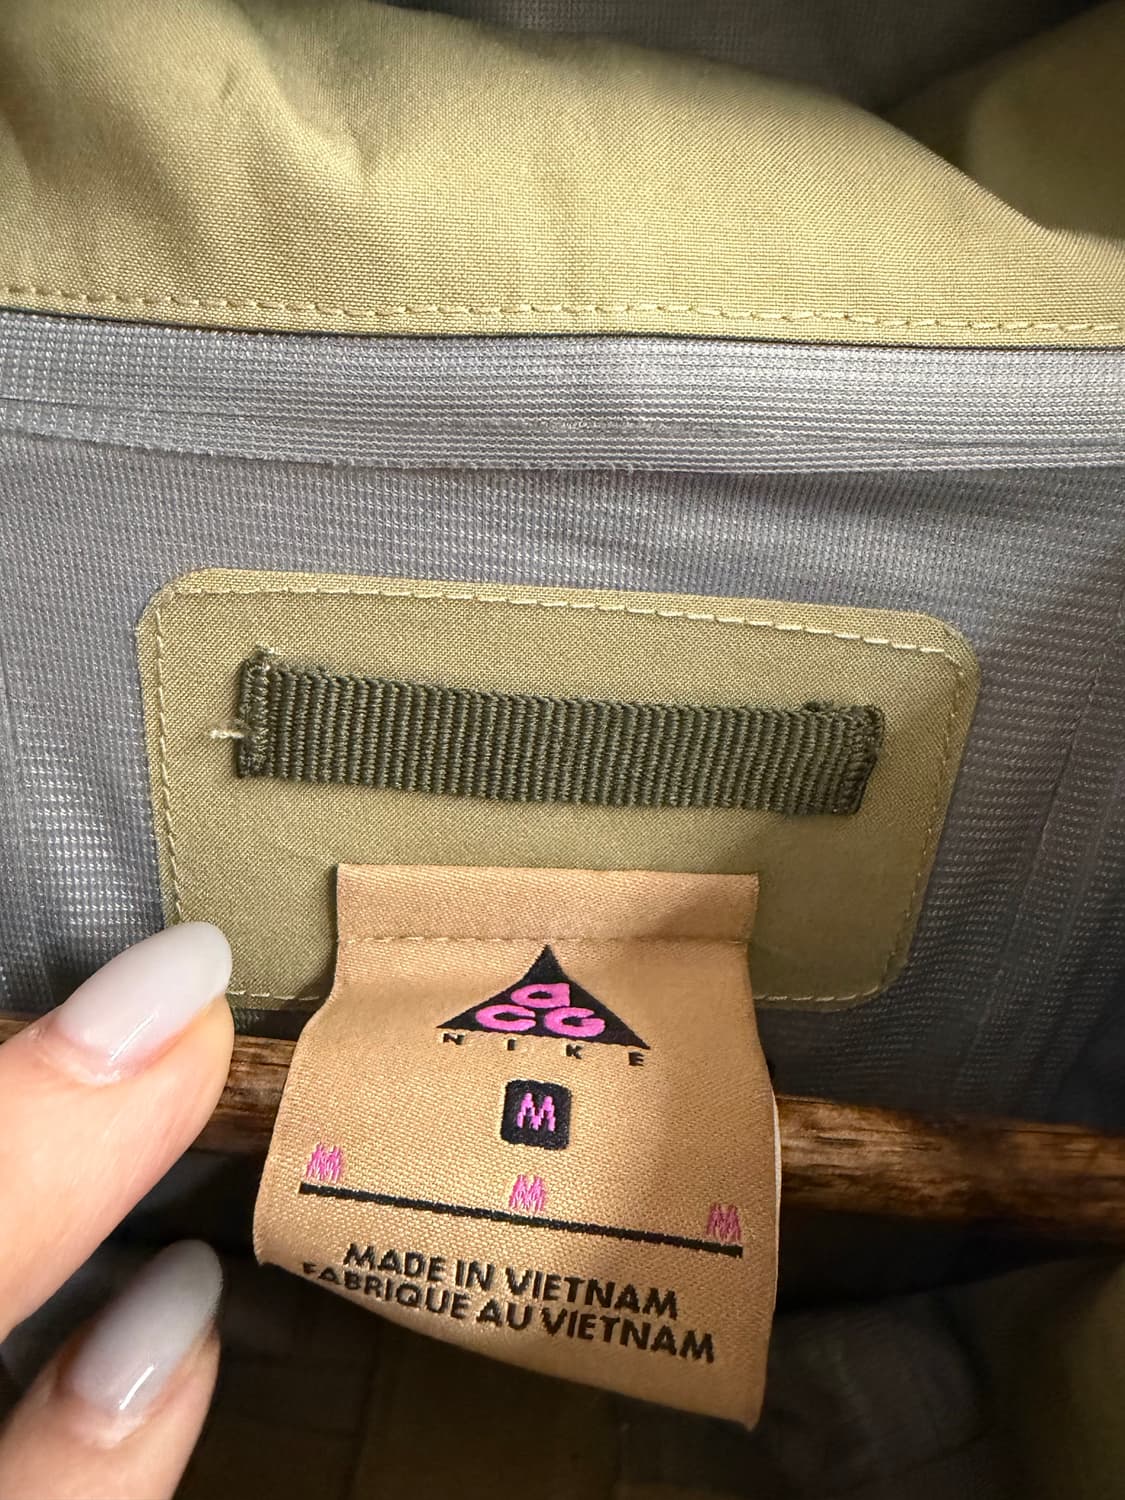 aCG
NIKE
M
M M M
MADE IN VIETNAM
FABRIQUE AU VIETNAM